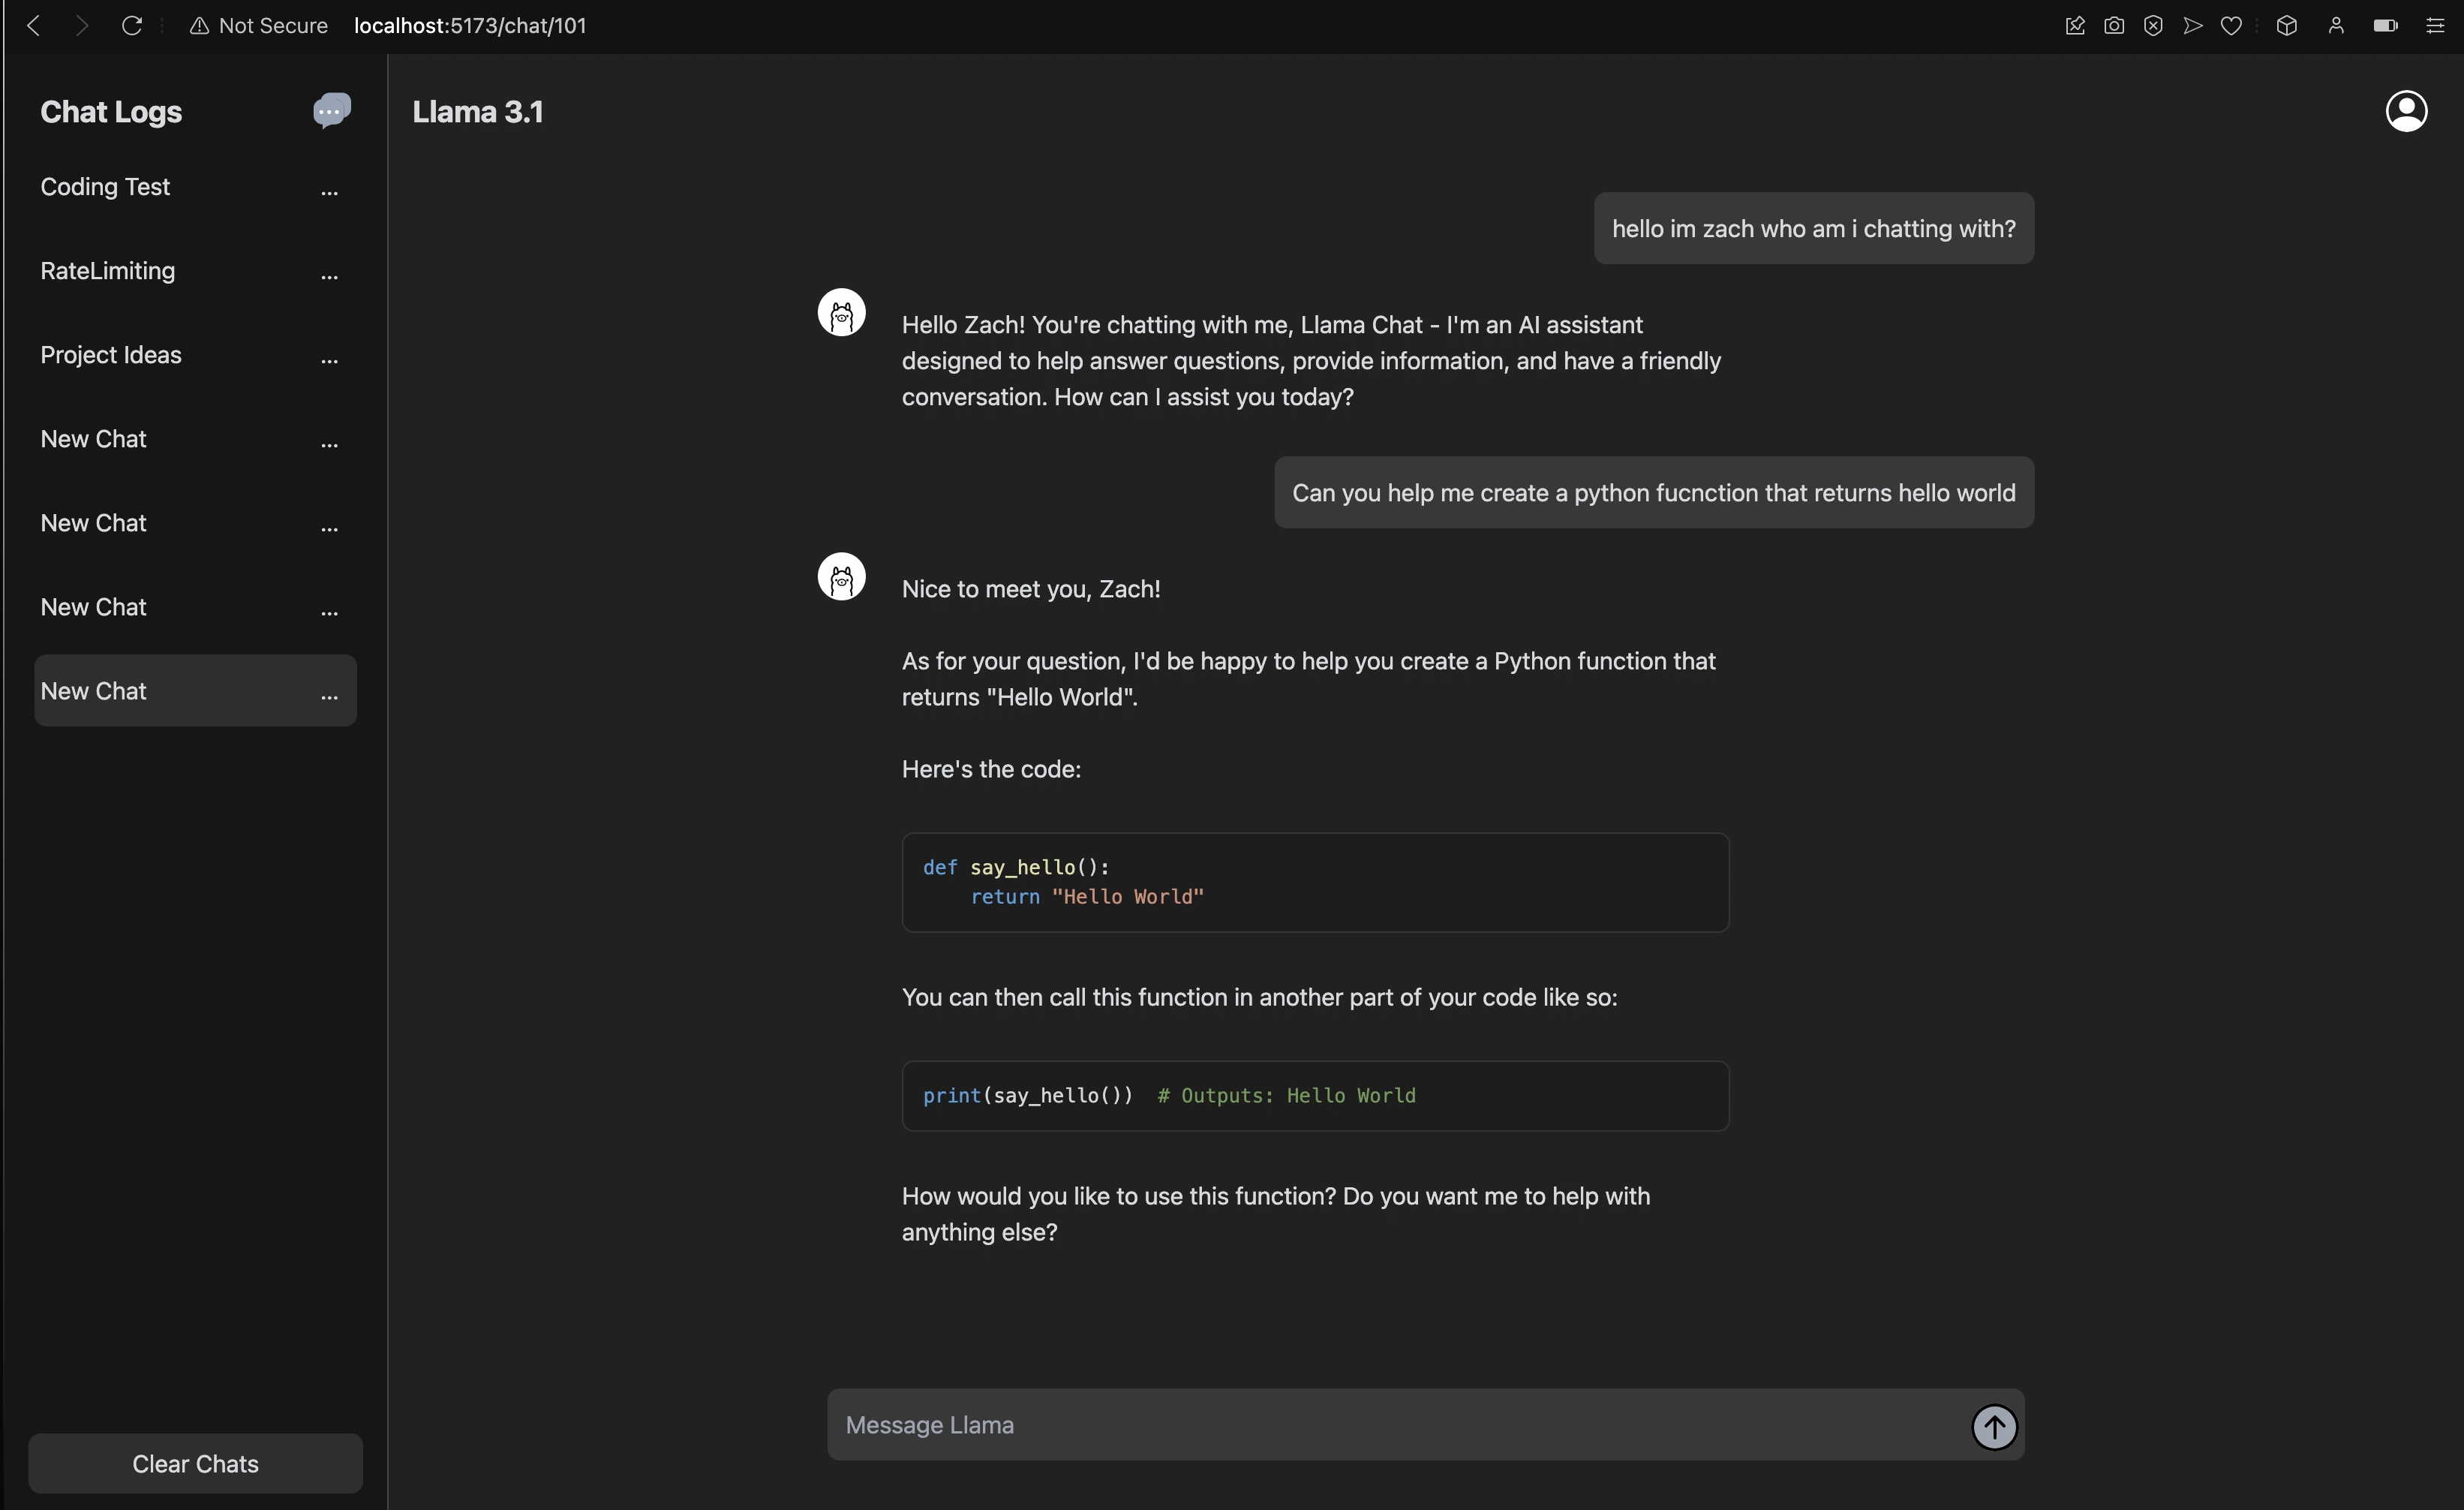 Not Secure localhost:5173/chat/101
Chat Logs
Coding Test ...
RateLimiting ...
Project Ideas ...
New Chat ...
New Chat ...
New Chat ...
New Chat ...
Clear Chats
Llama 3.1
hello im zach who am i chatting with?
Hello Zach! You're chatting with me, Llama Chat - I'm an AI assistant
designed to help answer questions, provide information, and have a friendly
conversation. How can I assist you today?
Can you help me create a python fucnction that returns hello world
Nice to meet you, Zach!
As for your question, I'd be happy to help you create a Python function that
returns "Hello World".
Here's the code:
def say_hello():
    return "Hello World"
You can then call this function in another part of your code like so:
print(say_hello())  # Outputs: Hello World
How would you like to use this function? Do you want me to help with
anything else?
Message Llama